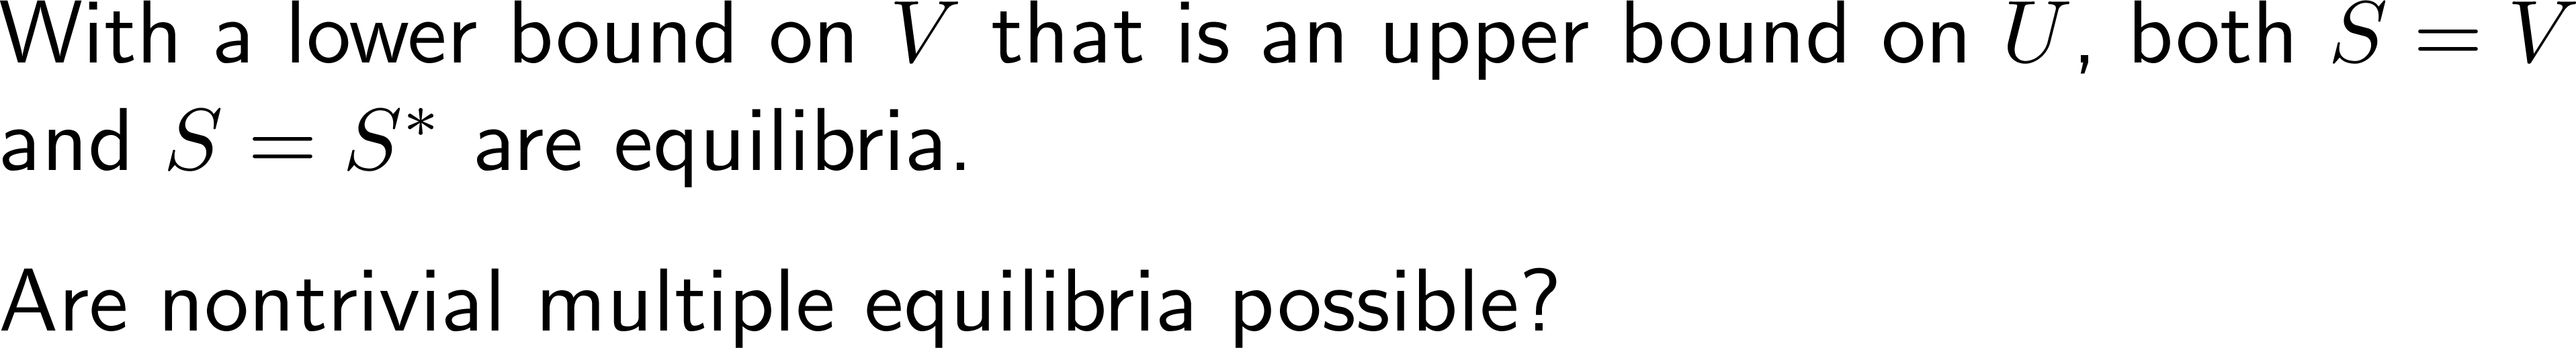 With a lower bound on V that is an upper bound on U, both S = V
and S = S* are equilibria.
Are nontrivial multiple equilibria possible?